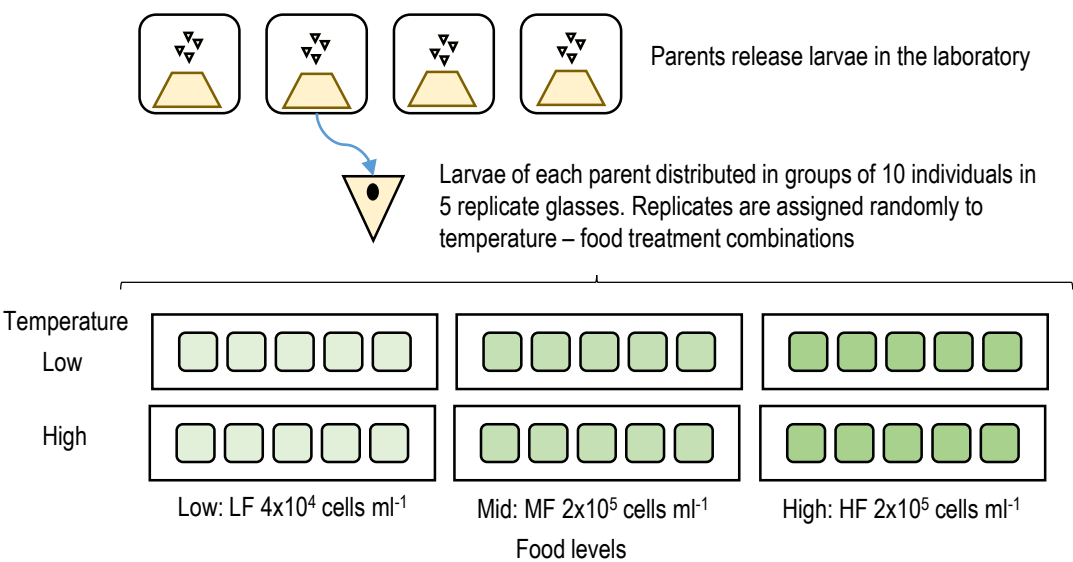 Parents release larvae in the laboratory
Larvae of each parent distributed in groups of 10 individuals in
5 replicate glasses. Replicates are assigned randomly to
temperature – food treatment combinations
Temperature
Low
High
Low: LF 4x10⁴ cells ml⁻¹
Mid: MF 2x10⁵ cells ml⁻¹
High: HF 2x10⁵ cells ml⁻¹
Food levels